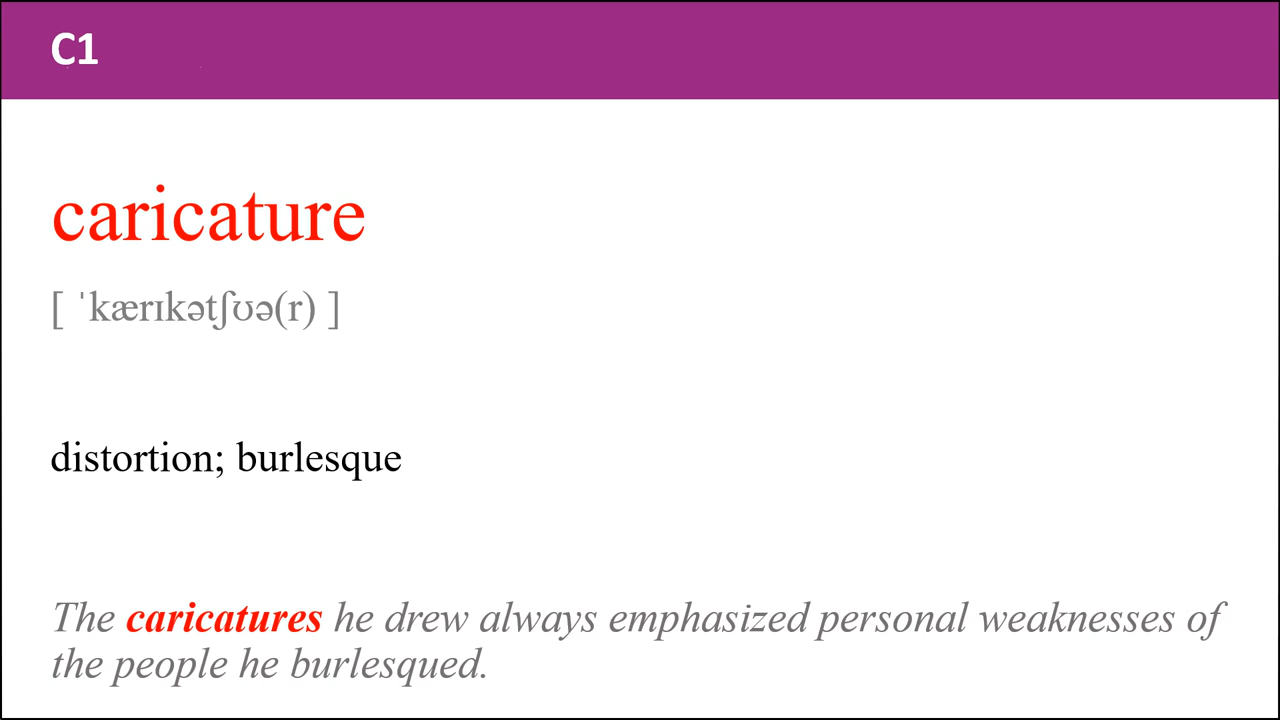 C1
caricature
[ ˈkærɪkətʃʊə(r) ]
distortion; burlesque
The caricatures he drew always emphasized personal weaknesses of
the people he burlesqued.